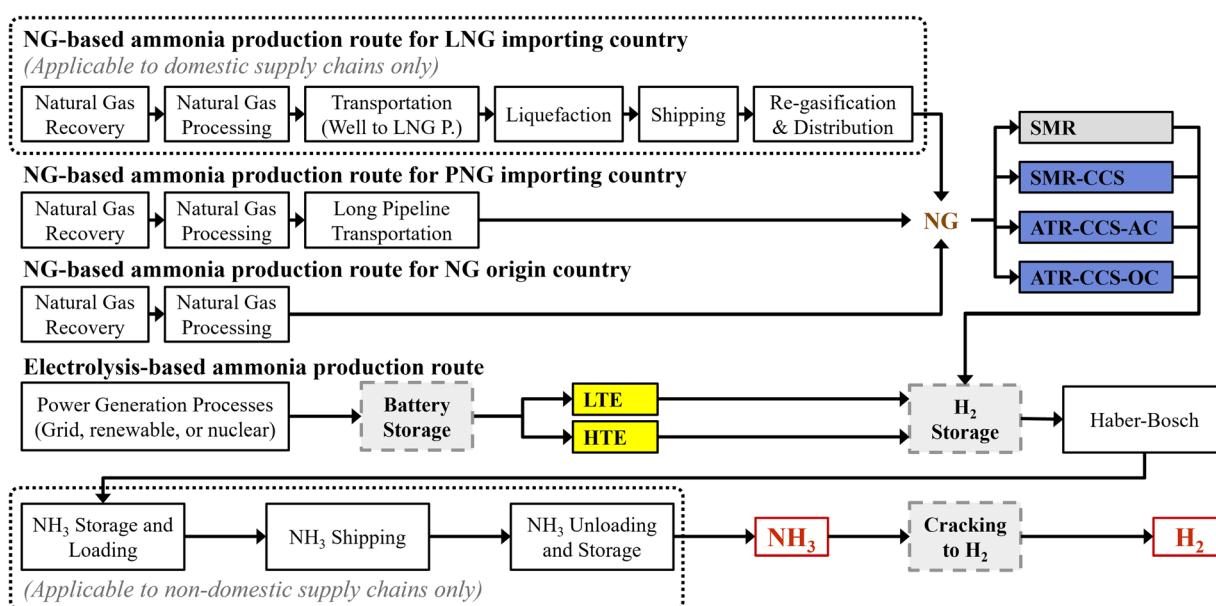 NG-based ammonia production route for LNG importing country
(Applicable to domestic supply chains only)
Natural Gas
Recovery
Natural Gas
Processing
Transportation
(Well to LNG P.)
Liquefaction
Shipping
Re-gasification
& Distribution
NG-based ammonia production route for PNG importing country
Natural Gas
Recovery
Natural Gas
Processing
Long Pipeline
Transportation
NG
SMR
SMR-CCS
ATR-CCS-AC
ATR-CCS-OC
NG-based ammonia production route for NG origin country
Natural Gas
Recovery
Natural Gas
Processing
Electrolysis-based ammonia production route
Power Generation Processes
(Grid, renewable, or nuclear)
Battery
Storage
LTE
HTE
H₂
Storage
Haber-Bosch
NH₃ Storage and
Loading
NH₃ Shipping
NH₃ Unloading
and Storage
NH₃
Cracking
to H₂
H₂
(Applicable to non-domestic supply chains only)